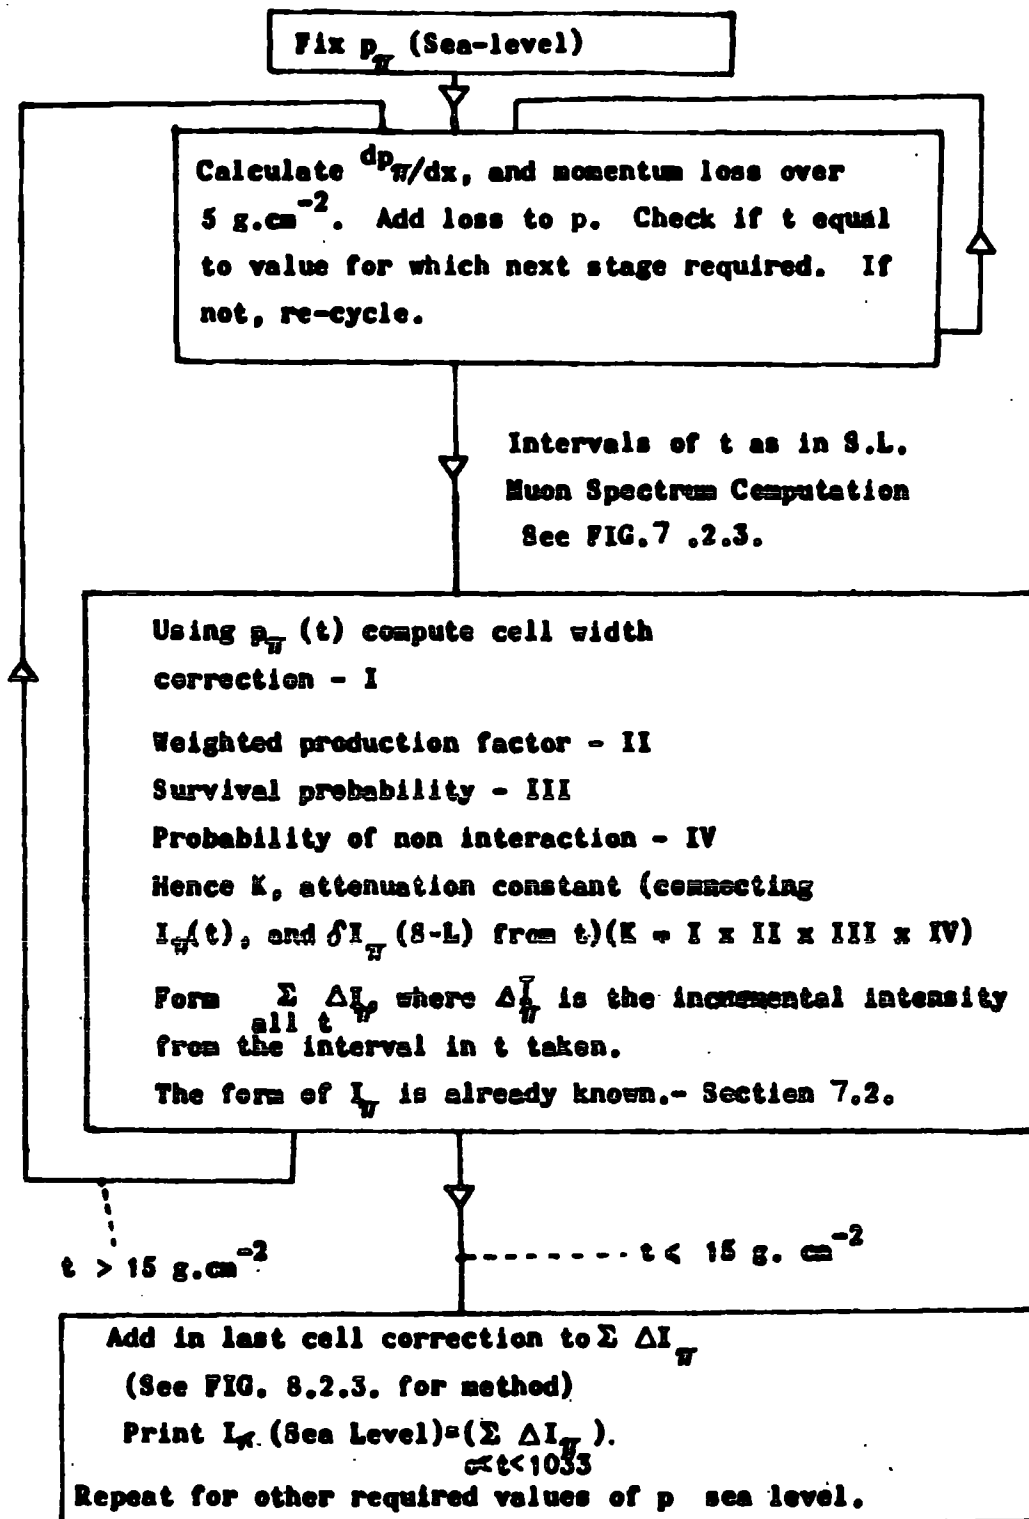 Fix p_π (Sea-level)
Calculate dp_π/dx, and momentum loss over
5 g.cm⁻². Add loss to p. Check if t equal
to value for which next stage required. If
not, re-cycle.
Intervals of t as in S.L.
Muon Spectrum Computation
See FIG.7 .2.3.
Using p_π (t) compute cell width
correction - I
Weighted production factor - II
Survival probability - III
Probability of non interaction - IV
Hence K, attenuation constant (connecting
I_π(t), and δI_π (S-L) from t)(K = I x II x III x IV)
Form Σ ΔI_π, where ΔI_π is the incremental intensity
all t
from the interval in t taken.
The form of I_π is already known.- Section 7.2.
t > 15 g.cm⁻²
t < 15 g. cm⁻²
Add in last cell correction to Σ ΔI_π
(See FIG. 8.2.3. for method)
Print I_π (Sea Level)=(Σ ΔI_π).
o<t<1033
Repeat for other required values of p sea level.